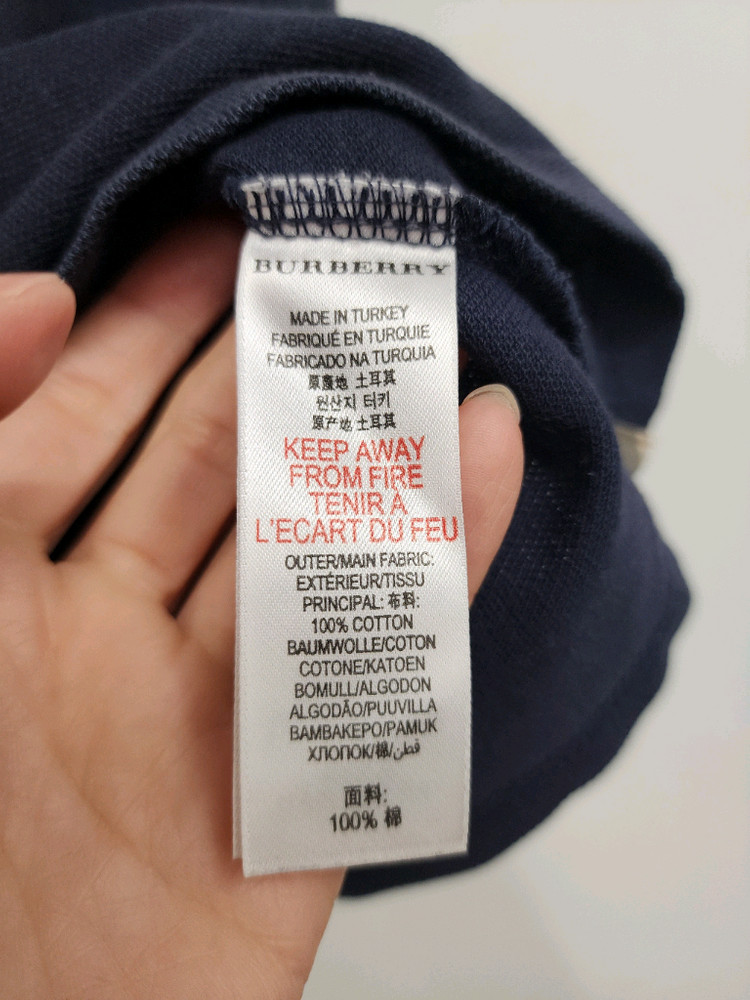 BURBERRY
MADE IN TURKEY
FABRIQUÉ EN TURQUIE
FABRICADO NA TURQUIA
原產地 土耳其
원산지 터키
原产地 土耳其
KEEP AWAY
FROM FIRE
TENIR À
L'ECART DU FEU
OUTER/MAIN FABRIC:
EXTÉRIEUR/TISSU
PRINCIPAL: 布料:
100% COTTON
BAUMWOLLE/COTON
COTONE/KATOEN
BOMULL/ALGODON
ALGODÃO/PUUVILLA
BAMBAKEPO/PAMUK
ХЛОПОК/棉/قطن
面料:
100% 棉